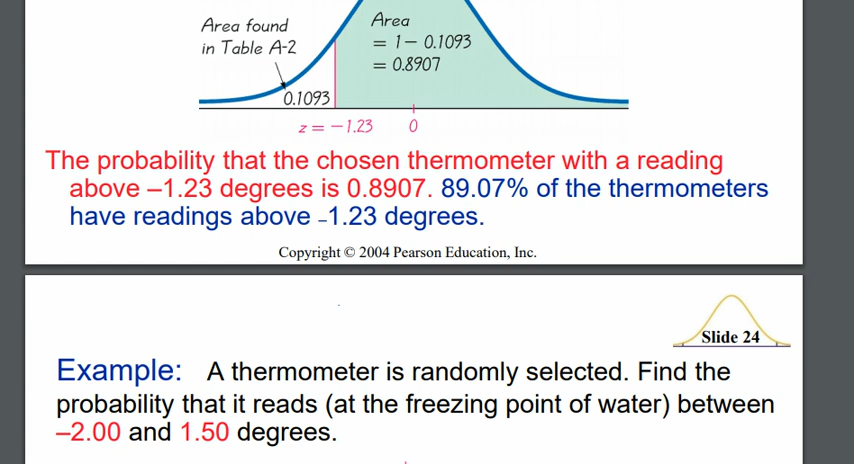 Area found
in Table A-2
Area
= 1 – 0.1093
= 0.8907
0.1093
z = –1.23
0
The probability that the chosen thermometer with a reading
above –1.23 degrees is 0.8907. 89.07% of the thermometers
have readings above –1.23 degrees.
Copyright © 2004 Pearson Education, Inc.
Slide 24
Example: A thermometer is randomly selected. Find the
probability that it reads (at the freezing point of water) between
–2.00 and 1.50 degrees.